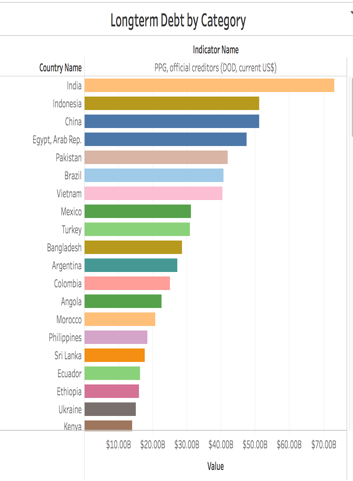 Longterm Debt by Category
Indicator Name
Country Name PPG, official creditors (DOD, current US$)
India
Indonesia
China
Egypt, Arab Rep.
Pakistan
Brazil
Vietnam
Mexico
Turkey
Bangladesh
Argentina
Colombia
Angola
Morocco
Philippines
Sri Lanka
Ecuador
Ethiopia
Ukraine
Kenya
$10.00B $20.00B $30.00B $40.00B $50.00B $60.00B $70.00B
Value